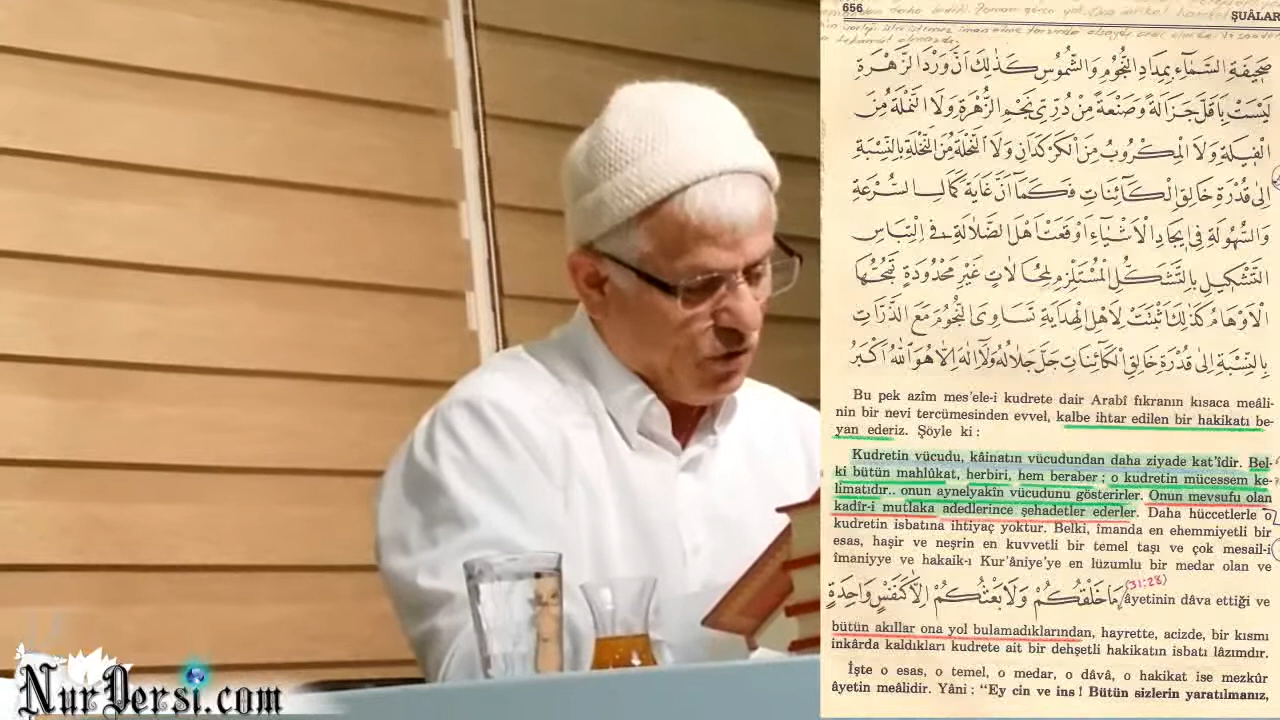 656
ŞUÂLAR
صَحِيفَةِ السَّمَاءِ بِمِدَادِ النُّجُومِ وَالشُّمُوسِ كَذٰلِكَ اَنَّ وَرْدَ الزَّهْرَةِ
لَيْسَتْ بِاَقَلَّ جَزَالَةً وَصَنْعَةً مِنْ دُرِّىِّ نَجْمِ الزُّهْرَةِ وَلَا النَّمْلَةُ مِنَ
الْفِيلَةِ وَلَا الْمِكْرُوبُ مِنَ الْكَرْكَدَانِ وَلَا النَّحْلَةُ مِنَ النَّخْلَةِ بِالنِّسْبَةِ
اِلٰى قُدْرَةِ خَالِقِ الْكَائِنَاتِ فَكَمَا اَنَّ غَايَةَ كَمَالِ السُّرْعَةِ
وَالسُّهُولَةِ فِى اِيجَادِ الْاَشْيَاءِ اَوْقَعَتْ اَهْلَ الضَّلَالَةِ فِى اِلْتِبَاسِ
التَّشْكِيلِ بِالتَّشَكُّلِ الْمُسْتَلْزِمِ لِمُحَالَاتٍ غَيْرِ مَحْدُودَةٍ تَمُجُّهَا
الْاَوْهَامُ كَذٰلِكَ اَثْبَتَتْ لِاَهْلِ الْهِدَايَةِ تَسَاوِىَ النُّجُومِ مَعَ الذَّرَّاتِ
بِالنِّسْبَةِ اِلٰى قُدْرَةِ خَالِقِ الْكَائِنَاتِ جَلَّ جَلَالُهُ وَلَا اِلٰهَ اِلَّا هُوَ اَللّٰهُ اَكْبَرُ
Bu pek azîm mes'ele-i kudrete dair Arabî fıkranın kısaca meâli-
nin bir nevi tercümesinden evvel, kalbe ihtar edilen bir hakikatı be-
yan ederiz. Şöyle ki :
Kudretin vücudu, kâinatın vücudundan daha ziyade kat'îdir. Bel-
ki bütün mahlûkat, herbiri, hem beraber ; o kudretin mücessem ke-
limatıdır.. onun aynelyakîn vücudunu gösterirler. Onun mevsufu olan
kadîr-i mutlaka adedlerince şehadetler ederler. Daha hüccetlerle o
kudretin isbatına ihtiyaç yoktur. Belki, îmanda en ehemmiyetli bir
esas, haşir ve neşrin en kuvvetli bir temel taşı ve çok mesail-i
îmaniyye ve hakaik-ı Kur'âniye'ye en lüzumlu bir medar olan ve
مَا خَلْقُكُمْ وَلَا بَعْثُكُمْ اِلَّا كَنَفْسٍ وَاحِدَةٍ (31:28) âyetinin dâva ettiği ve
bütün akıllar ona yol bulamadıklarından, hayrette, acizde, bir kısmı
inkârda kaldıkları kudrete ait bir dehşetli hakikatın isbatı lâzımdır.
İşte o esas, o temel, o medar, o dâvâ, o hakikat ise mezkûr
âyetin meâlidir. Yâni : “Ey cin ve ins ! Bütün sizlerin yaratılmanız,
NurDersi.com